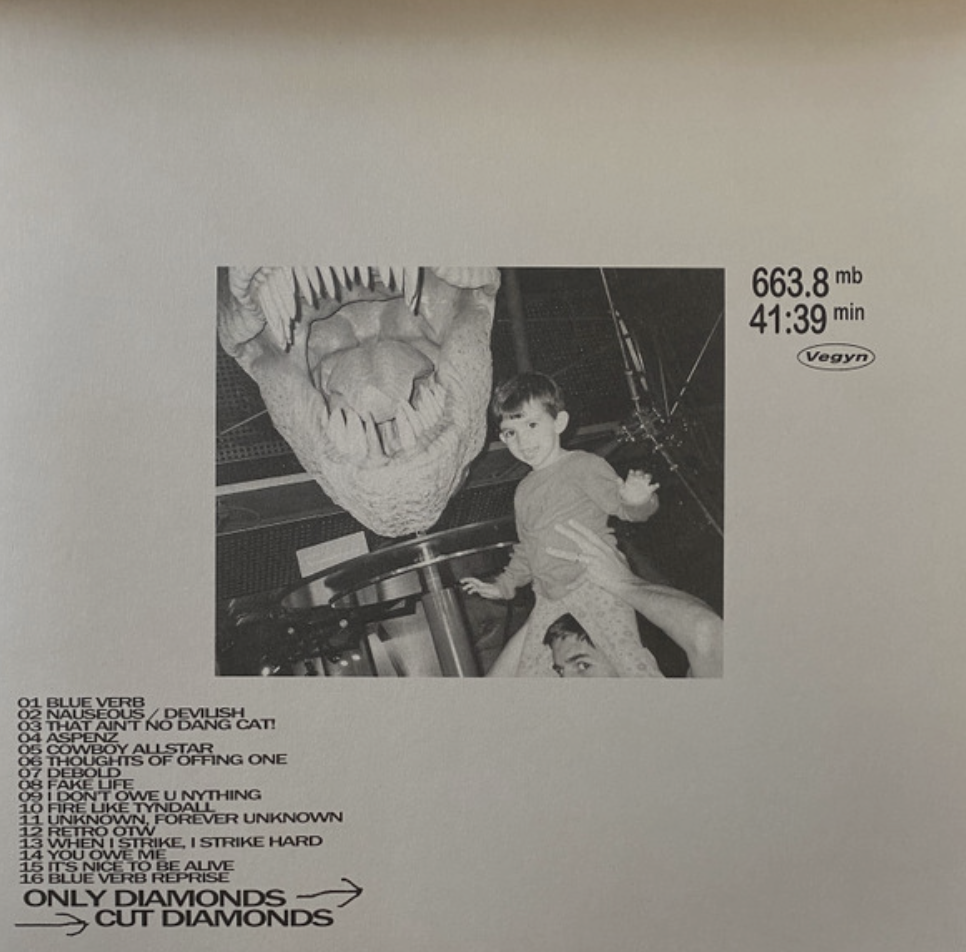 663.8 mb
41:39 min
Vegyn
01 BLUE VERB
02 NAUSEOUS / DEVILISH
03 THAT AIN'T NO DANG CAT!
04 ASPENZ
05 COWBOY ALLSTAR
06 THOUGHTS OF OFFING ONE
07 DEBOLD
08 FAKE LIFE
09 I DON'T OWE U NYTHING
10 FIRE LIKE TYNDALL
11 UNKNOWN, FOREVER UNKNOWN
12 RETRO OTW
13 WHEN I STRIKE, I STRIKE HARD
14 YOU OWE ME
15 IT'S NICE TO BE ALIVE
16 BLUE VERB REPRISE
ONLY DIAMONDS
CUT DIAMONDS